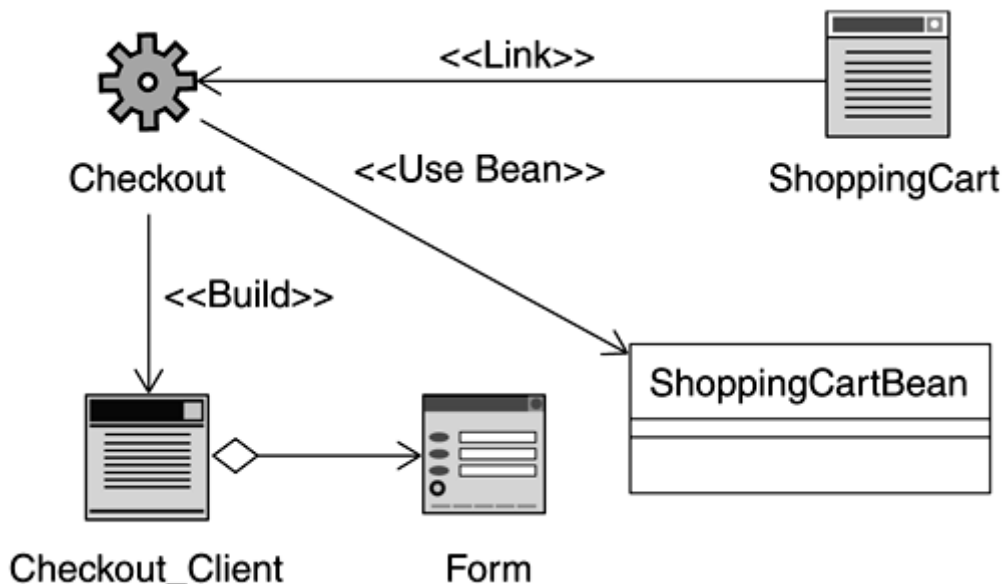 <<Link>>
Checkout
<<Use Bean>>
ShoppingCart
<<Build>>
ShoppingCartBean
Checkout_Client
Form